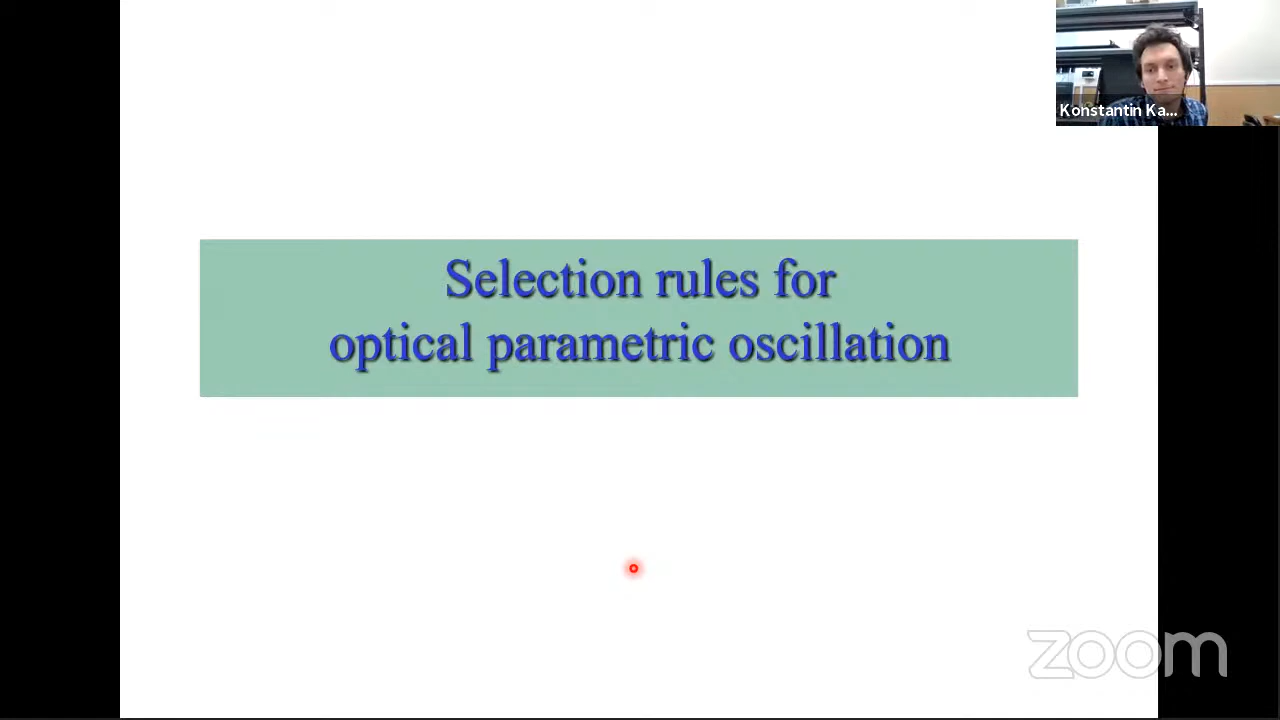 Konstantin Ka...
Selection rules for
optical parametric oscillation
zoom